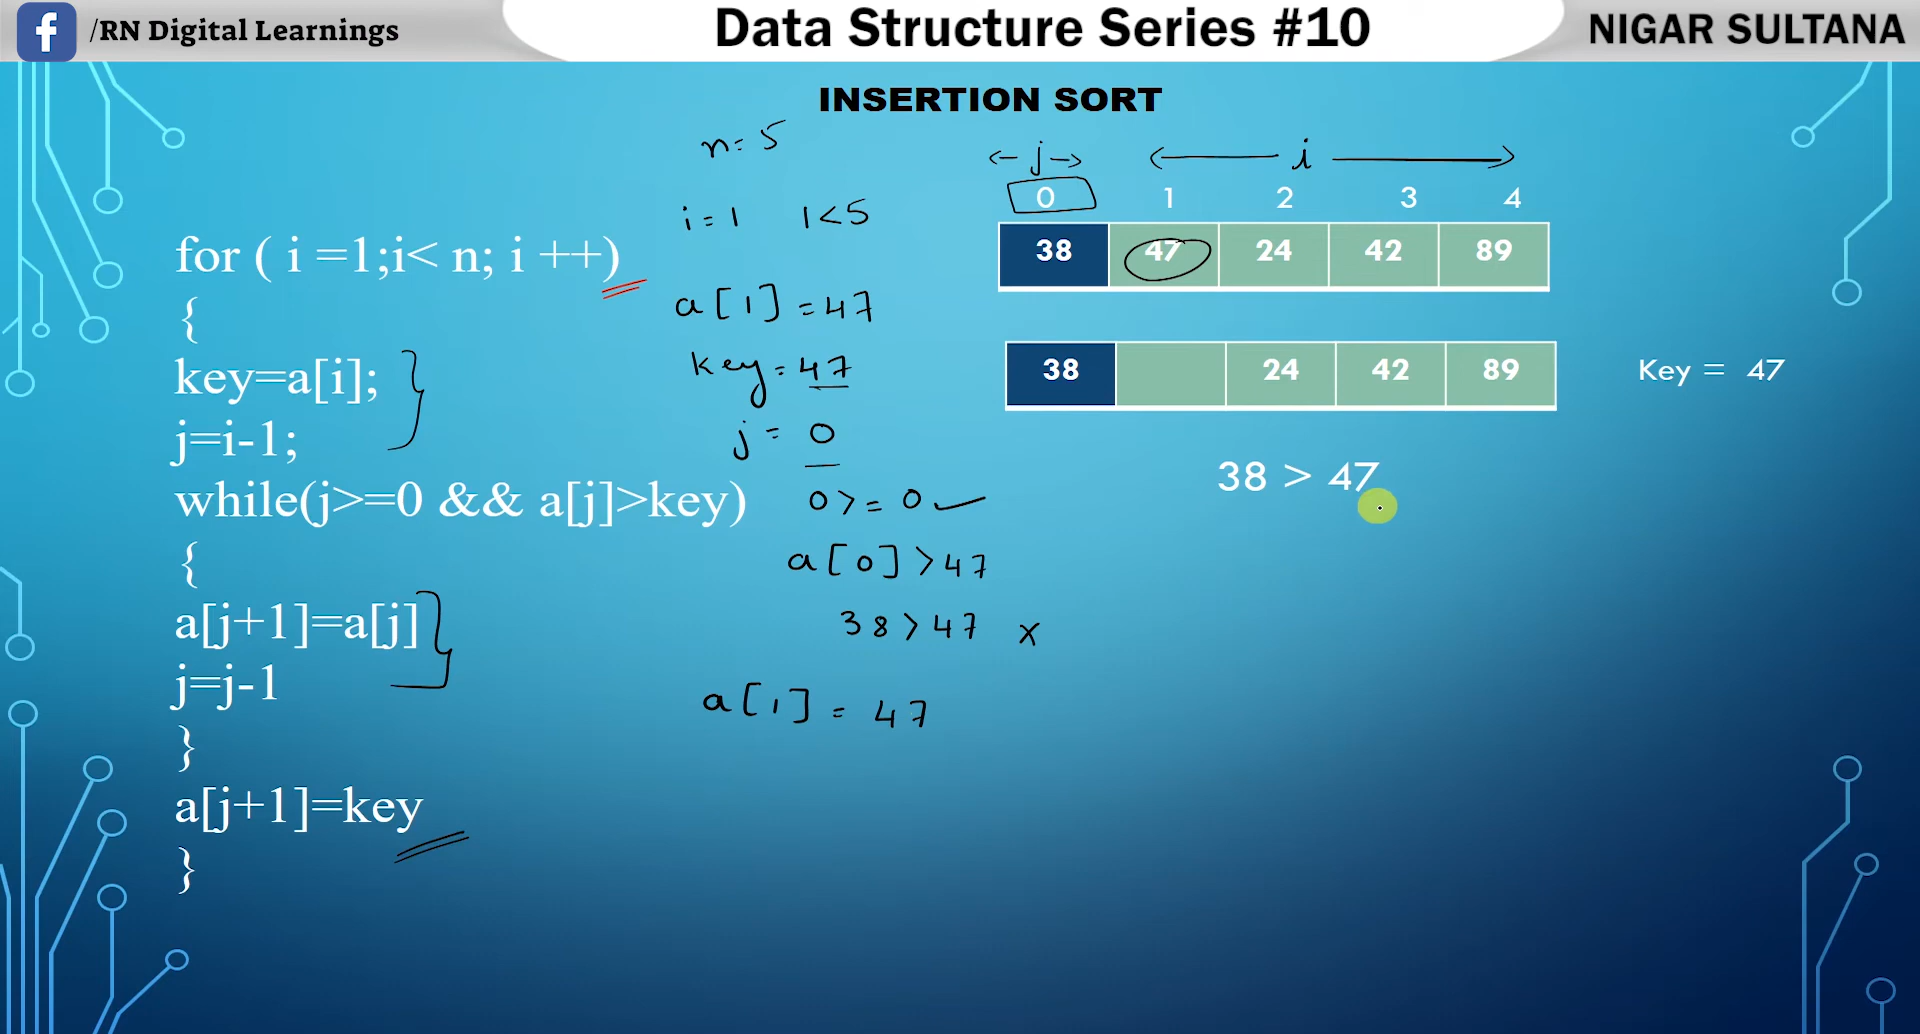 /RN Digital Learnings
Data Structure Series #10
NIGAR SULTANA
INSERTION SORT
for ( i =1;i< n; i ++)
{
key=a[i];
j=i-1;
while(j>=0 && a[j]>key)
{
a[j+1]=a[j]
j=j-1
}
a[j+1]=key
}
n= 5
i = 1 1<5
a[1] = 47
key = 47
j = 0
0>= 0
a[0] >47
38>47 x
a[1] = 47
j i
0 1 2 3 4
38 47 24 42 89
38 24 42 89
Key = 47
38 > 47